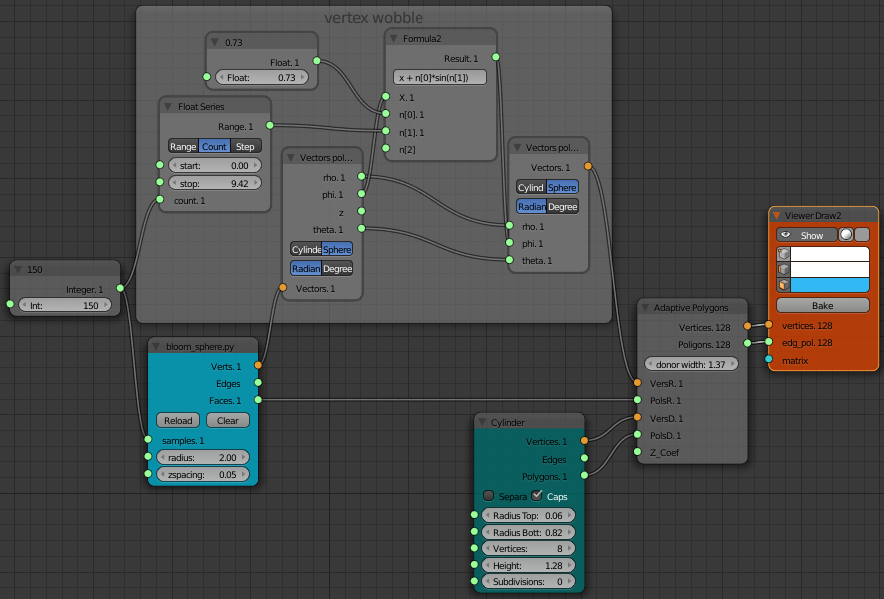 vertex wobble
0.73
Float. 1
Float: 0.73
Formula2
Result. 1
x + n[0]*sin(n[1])
X. 1
n[0]. 1
n[1]. 1
n[2]
Float Series
Range. 1
Range Count Step
start: 0.00
stop: 9.42
count. 1
Vectors pol...
rho. 1
phi. 1
z
theta. 1
Cylinde Sphere
Radian Degree
Vectors. 1
Vectors pol...
Vectors. 1
Cylind Sphere
Radian Degree
rho. 1
phi. 1
theta. 1
150
Integer. 1
Int: 150
bloom_sphere.py
Verts. 1
Edges
Faces. 1
Reload Clear
samples. 1
radius: 2.00
zspacing: 0.05
Cylinder
Vertices. 1
Edges
Polygons. 1
Separa Caps
Radius Top: 0.06
Radius Bott: 0.82
Vertices: 8
Height: 1.28
Subdivisions: 0
Adaptive Polygons
Vertices. 128
Poligons. 128
donor width: 1.37
VersR. 1
PolsR. 1
VersD. 1
PolsD. 1
Z_Coef
Viewer Draw2
Show
Bake
vertices. 128
edg_pol. 128
matrix